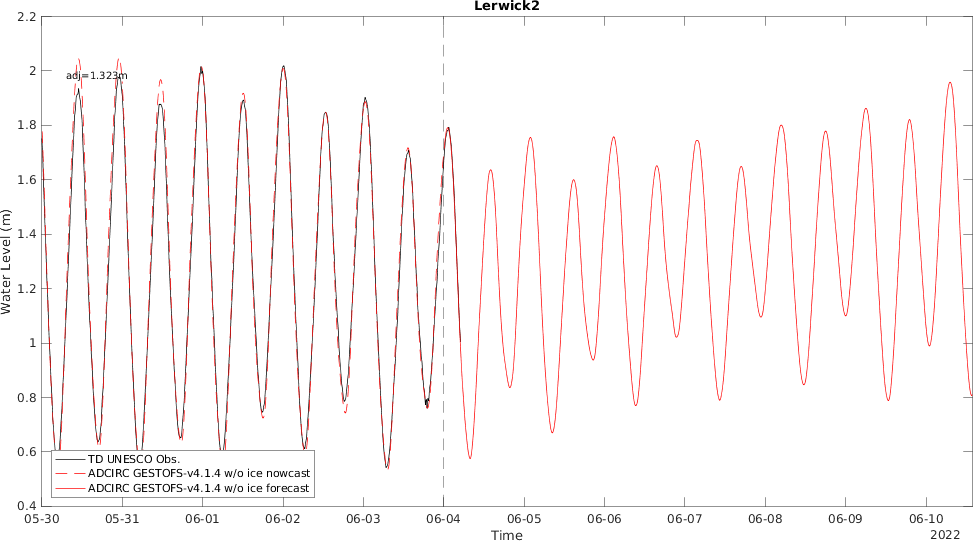 Lerwick2
2.2
2
1.8
1.6
1.4
1.2
1
0.8
0.6
0.4
Water Level (m)
adj=1.323m
TD UNESCO Obs.
ADCIRC GESTOFS-v4.1.4 w/o ice nowcast
ADCIRC GESTOFS-v4.1.4 w/o ice forecast
05-30 05-31 06-01 06-02 06-03 06-04 06-05 06-06 06-07 06-08 06-09 06-10
Time
2022